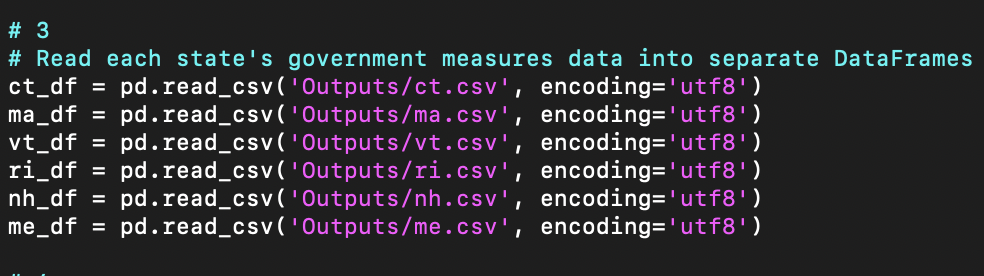 # 3
# Read each state's government measures data into separate DataFrames
ct_df = pd.read_csv('Outputs/ct.csv', encoding='utf8')
ma_df = pd.read_csv('Outputs/ma.csv', encoding='utf8')
vt_df = pd.read_csv('Outputs/vt.csv', encoding='utf8')
ri_df = pd.read_csv('Outputs/ri.csv', encoding='utf8')
nh_df = pd.read_csv('Outputs/nh.csv', encoding='utf8')
me_df = pd.read_csv('Outputs/me.csv', encoding='utf8')